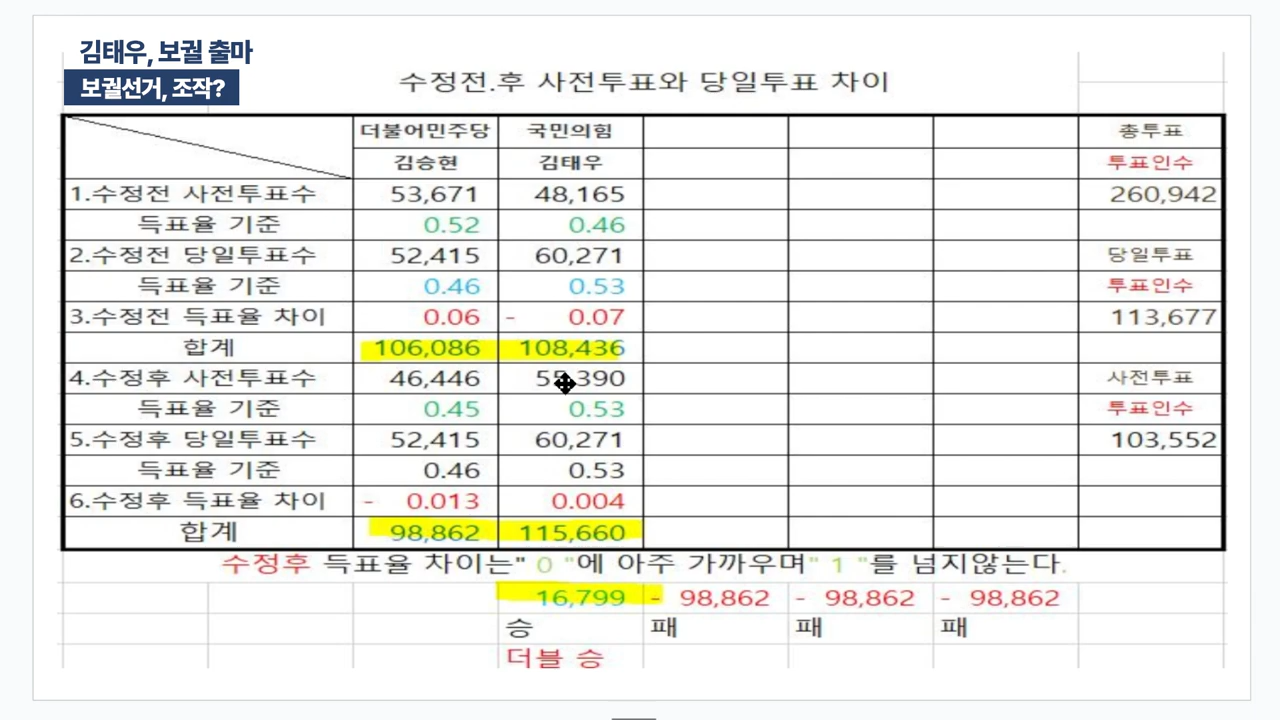 김태우, 보궐 출마
보궐선거, 조작?
수정전.후 사전투표와 당일투표 차이
더불어민주당 국민의힘 총투표
김승현 김태우 투표인수
1.수정전 사전투표수 53,671 48,165 260,942
득표율 기준 0.52 0.46
2.수정전 당일투표수 52,415 60,271 당일투표
득표율 기준 0.46 0.53 투표인수
3.수정전 득표율 차이 0.06 - 0.07 113,677
합계 106,086 108,436
4.수정후 사전투표수 46,446 55,390 사전투표
득표율 기준 0.45 0.53 투표인수
5.수정후 당일투표수 52,415 60,271 103,552
득표율 기준 0.46 0.53
6.수정후 득표율 차이 - 0.013 0.004
합계 98,862 115,660
수정후 득표율 차이는" 0 "에 아주 가까우며" 1 "를 넘지않는다.
16,799 - 98,862 - 98,862 - 98,862
승 패 패 패
더블 승